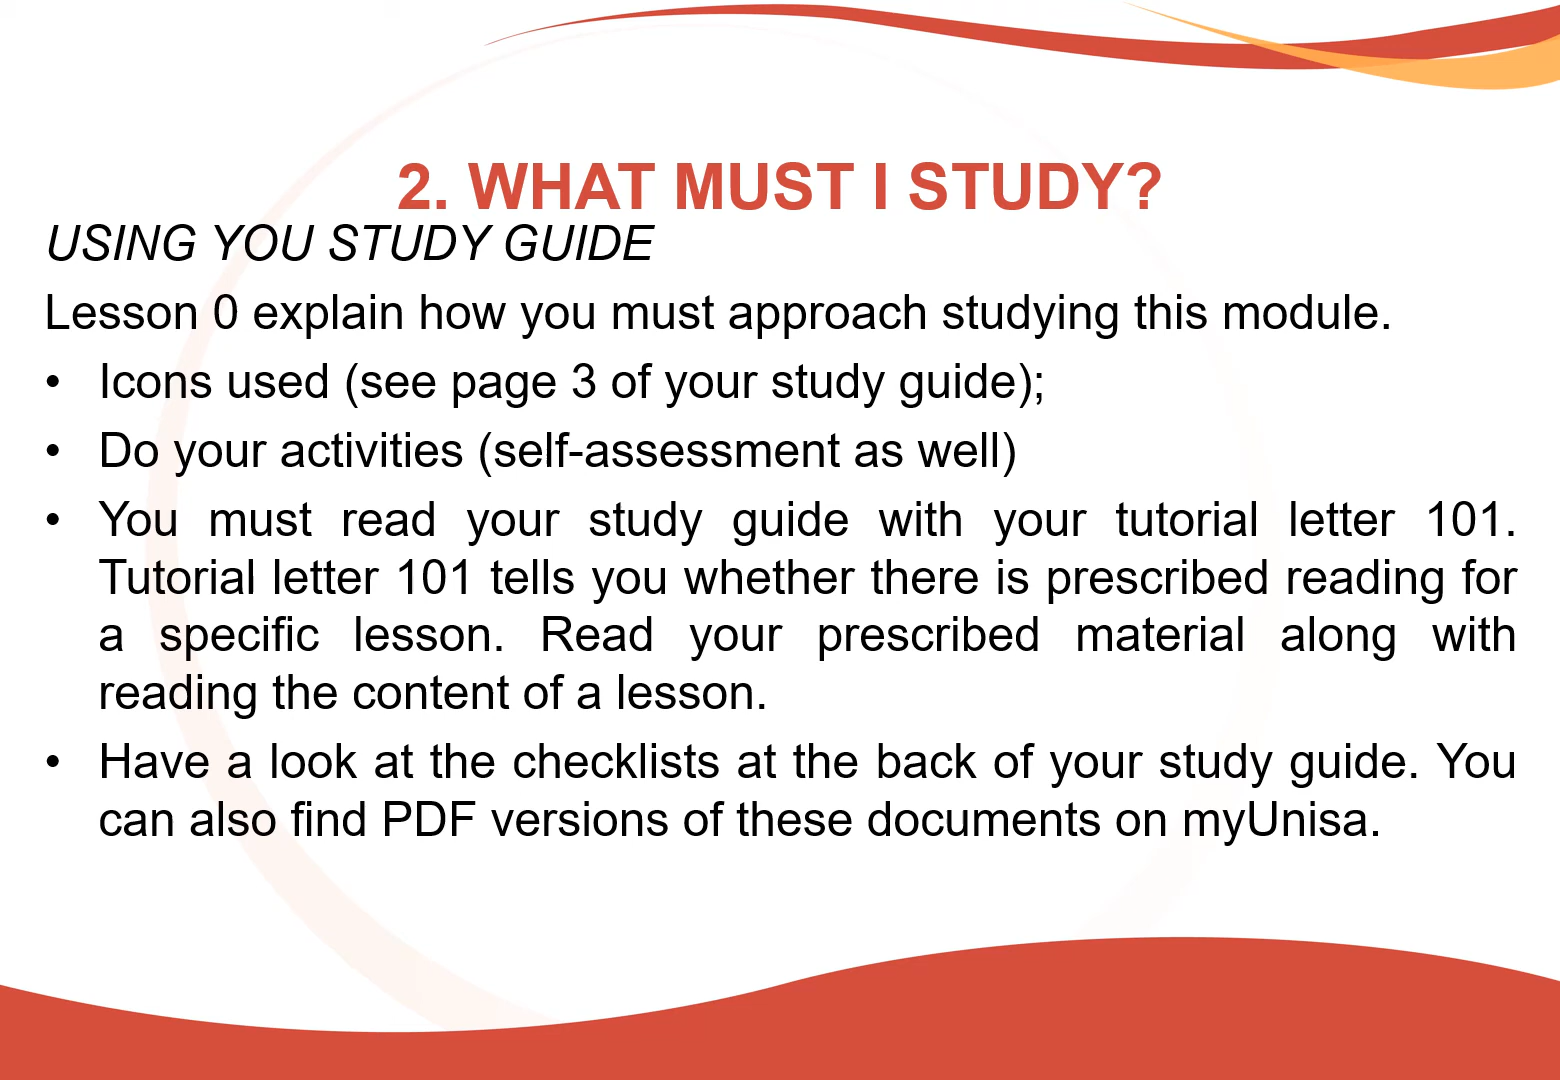 2. WHAT MUST I STUDY?
USING YOU STUDY GUIDE
Lesson 0 explain how you must approach studying this module.
• Icons used (see page 3 of your study guide);
• Do your activities (self-assessment as well)
• You must read your study guide with your tutorial letter 101.
Tutorial letter 101 tells you whether there is prescribed reading for
a specific lesson. Read your prescribed material along with
reading the content of a lesson.
• Have a look at the checklists at the back of your study guide. You
can also find PDF versions of these documents on myUnisa.